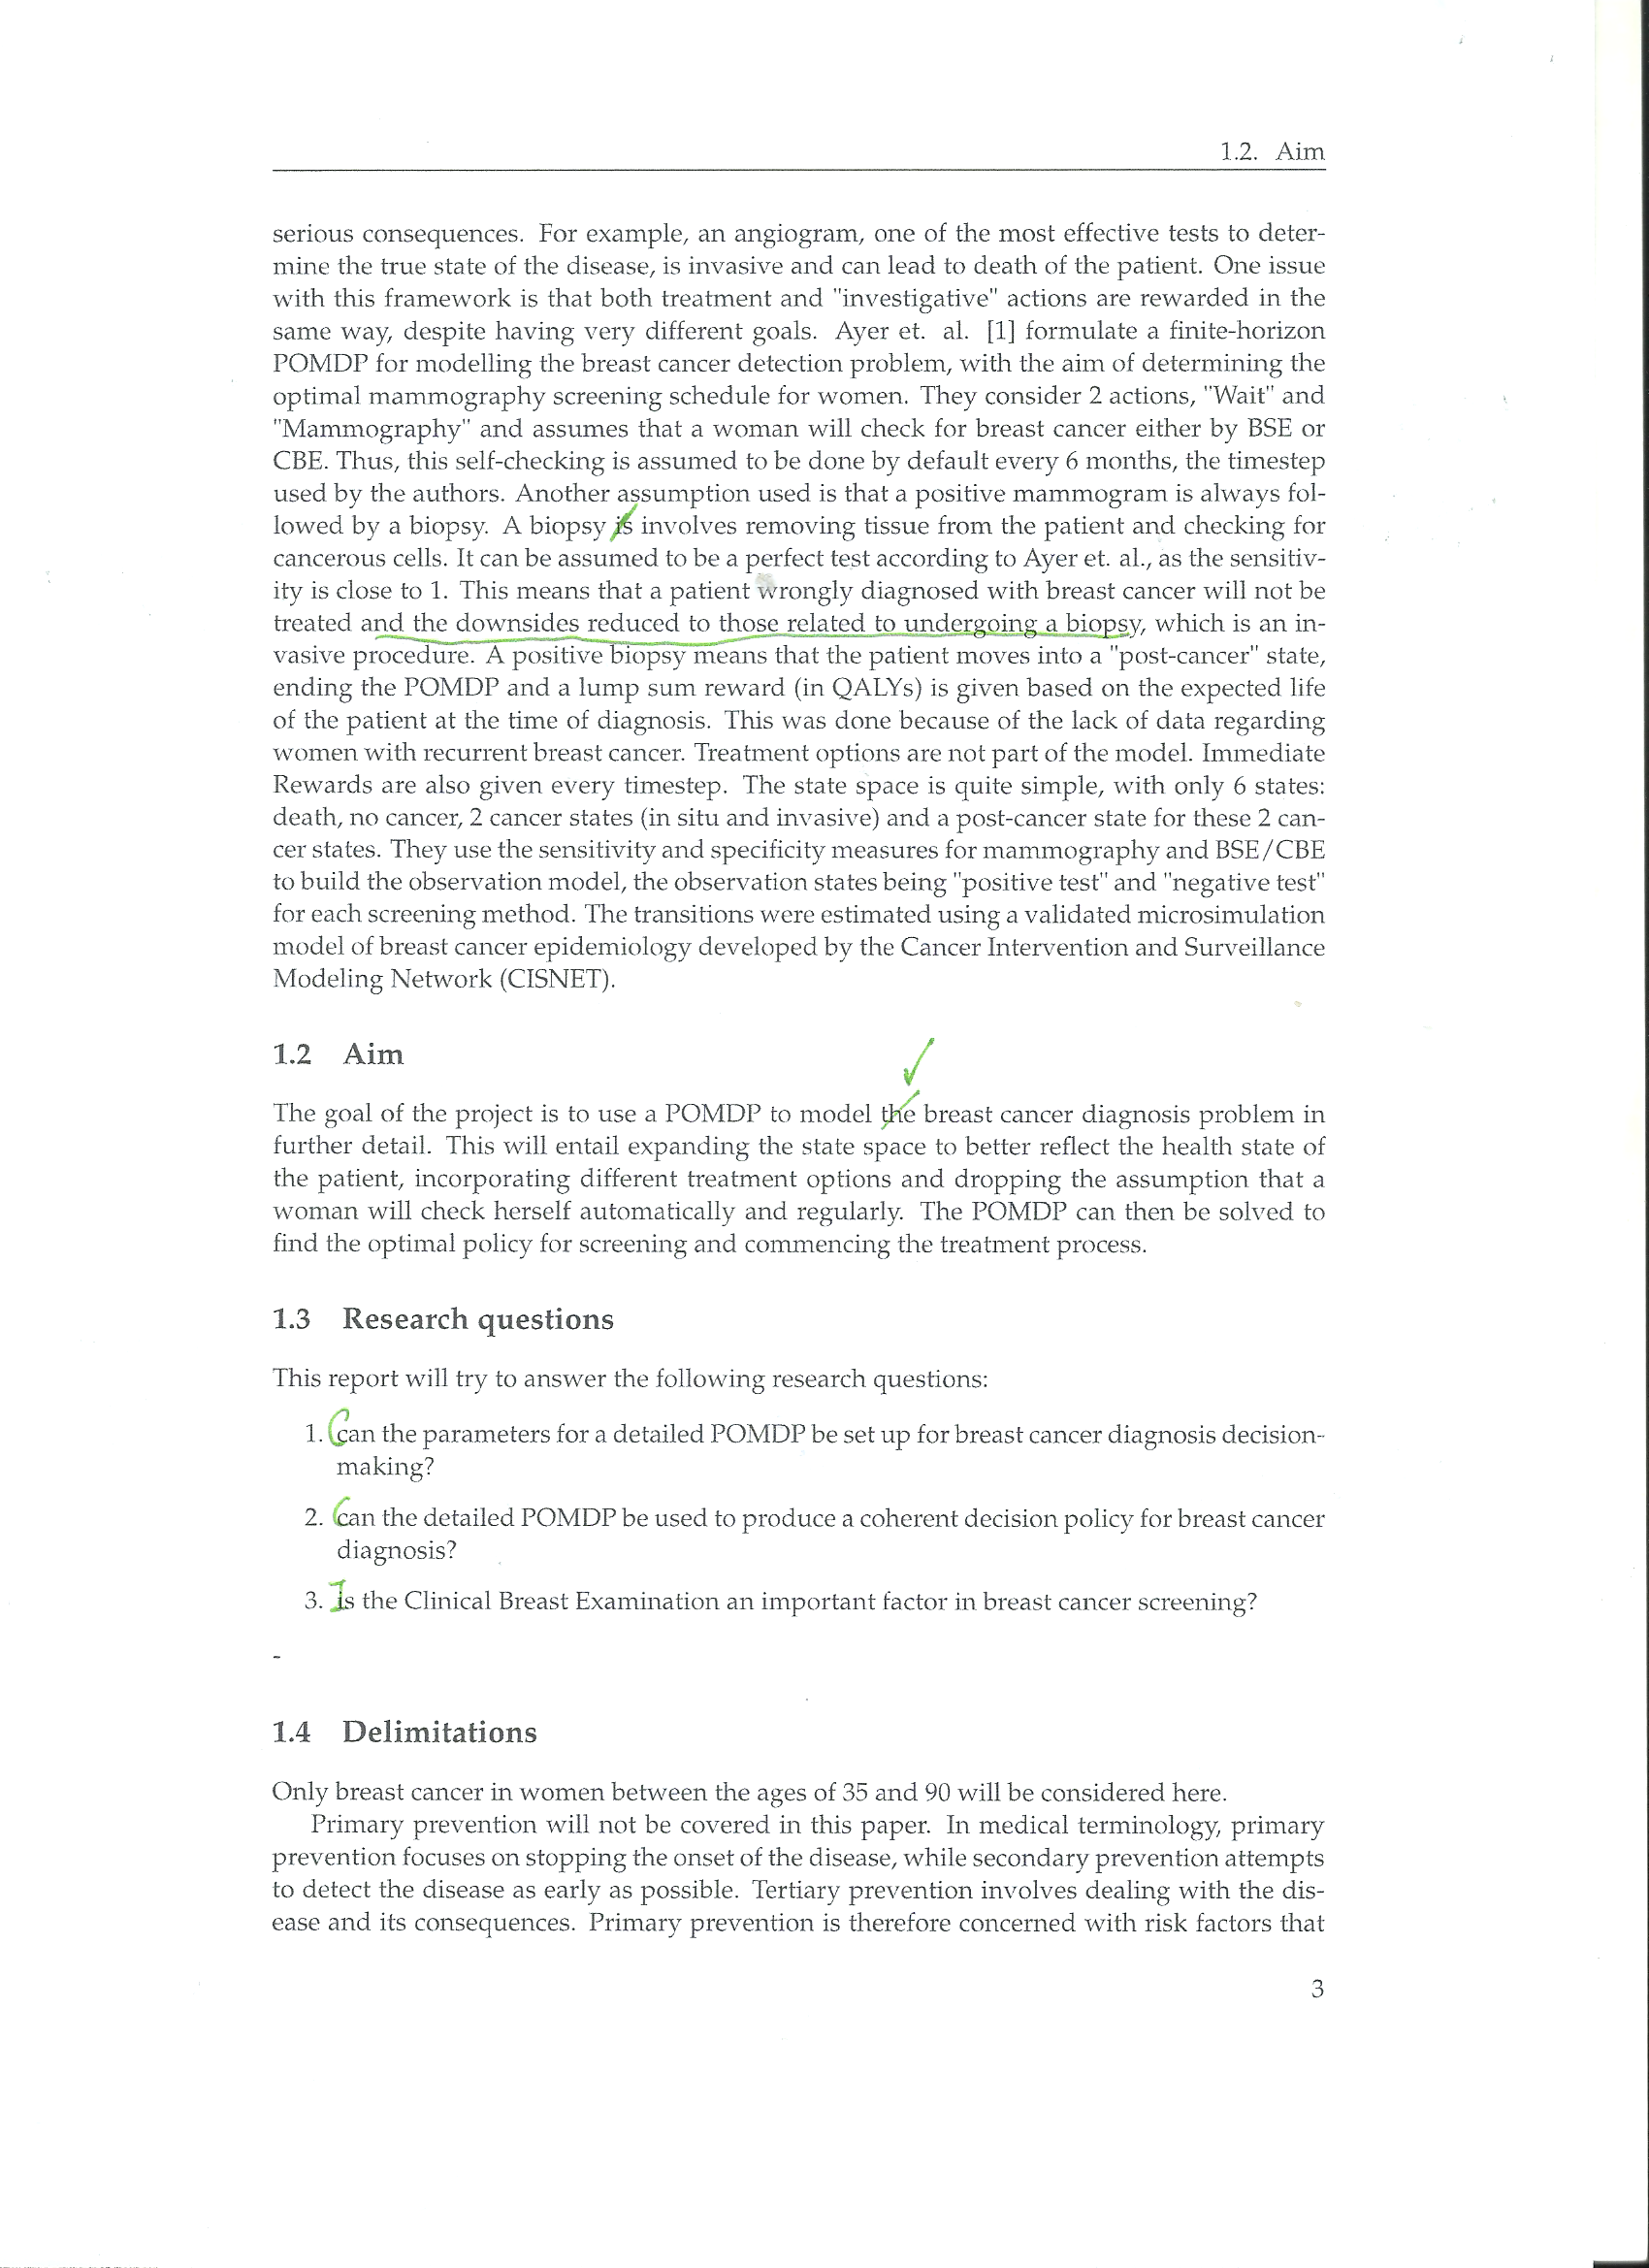 1.2. Aim
serious consequences. For example, an angiogram, one of the most effective tests to deter-
mine the true state of the disease, is invasive and can lead to death of the patient. One issue
with this framework is that both treatment and "investigative" actions are rewarded in the
same way, despite having very different goals. Ayer et. al. [1] formulate a finite-horizon
POMDP for modelling the breast cancer detection problem, with the aim of determining the
optimal mammography screening schedule for women. They consider 2 actions, "Wait" and
"Mammography" and assumes that a woman will check for breast cancer either by BSE or
CBE. Thus, this self-checking is assumed to be done by default every 6 months, the timestep
used by the authors. Another assumption used is that a positive mammogram is always fol-
lowed by a biopsy. A biopsy is involves removing tissue from the patient and checking for
cancerous cells. It can be assumed to be a perfect test according to Ayer et. al., as the sensitiv-
ity is close to 1. This means that a patient wrongly diagnosed with breast cancer will not be
treated and the downsides reduced to those related to undergoing a biopsy, which is an in-
vasive procedure. A positive biopsy means that the patient moves into a "post-cancer" state,
ending the POMDP and a lump sum reward (in QALYs) is given based on the expected life
of the patient at the time of diagnosis. This was done because of the lack of data regarding
women with recurrent breast cancer. Treatment options are not part of the model. Immediate
Rewards are also given every timestep. The state space is quite simple, with only 6 states:
death, no cancer, 2 cancer states (in situ and invasive) and a post-cancer state for these 2 can-
cer states. They use the sensitivity and specificity measures for mammography and BSE/CBE
to build the observation model, the observation states being "positive test" and "negative test"
for each screening method. The transitions were estimated using a validated microsimulation
model of breast cancer epidemiology developed by the Cancer Intervention and Surveillance
Modeling Network (CISNET).
1.2 Aim
The goal of the project is to use a POMDP to model the breast cancer diagnosis problem in
further detail. This will entail expanding the state space to better reflect the health state of
the patient, incorporating different treatment options and dropping the assumption that a
woman will check herself automatically and regularly. The POMDP can then be solved to
find the optimal policy for screening and commencing the treatment process.
1.3 Research questions
This report will try to answer the following research questions:
1. Can the parameters for a detailed POMDP be set up for breast cancer diagnosis decision-
making?
2. Can the detailed POMDP be used to produce a coherent decision policy for breast cancer
diagnosis?
3. Is the Clinical Breast Examination an important factor in breast cancer screening?
-
1.4 Delimitations
Only breast cancer in women between the ages of 35 and 90 will be considered here.
Primary prevention will not be covered in this paper. In medical terminology, primary
prevention focuses on stopping the onset of the disease, while secondary prevention attempts
to detect the disease as early as possible. Tertiary prevention involves dealing with the dis-
ease and its consequences. Primary prevention is therefore concerned with risk factors that
3